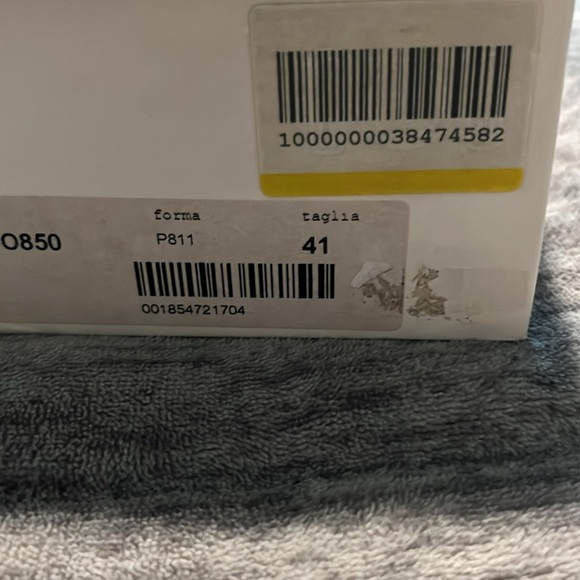 1000000038474582
forma taglia
O850 P811 41
001854721704